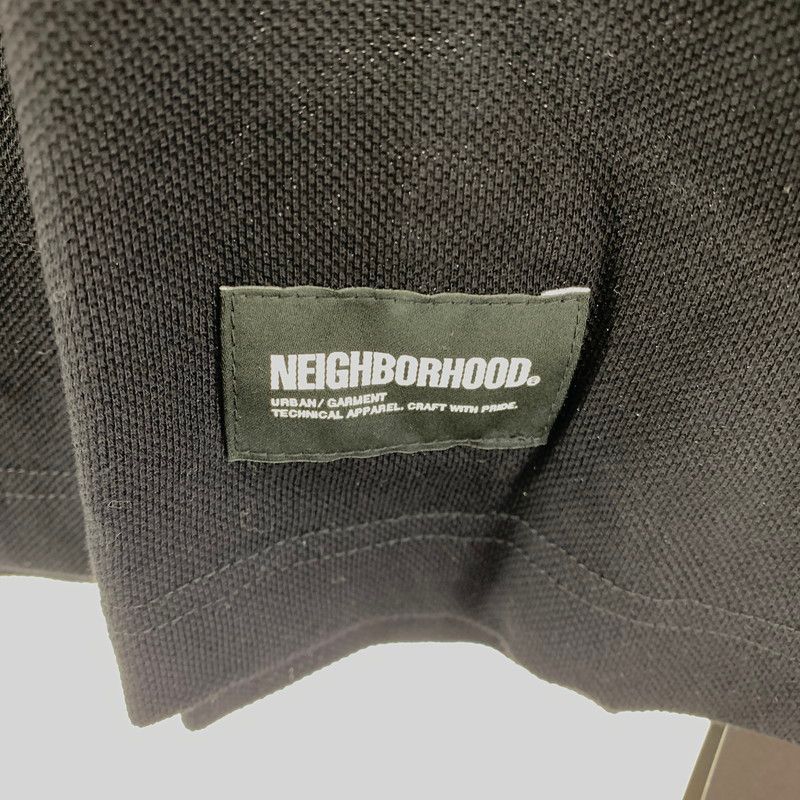 NEIGHBORHOOD®
URBAN/ GARMENT
TECHNICAL APPAREL. CRAFT WITH PRIDE.